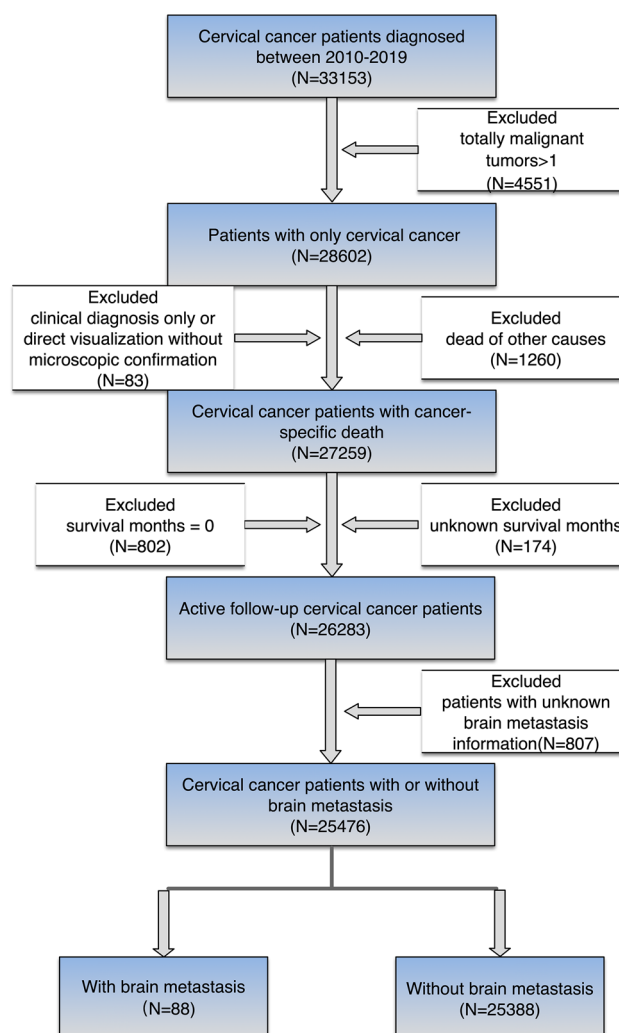 Cervical cancer patients diagnosed
between 2010-2019
(N=33153)
Excluded
totally malignant
tumors>1
(N=4551)
Patients with only cervical cancer
(N=28602)
Excluded
clinical diagnosis only or
direct visualization without
microscopic confirmation
(N=83)
Excluded
dead of other causes
(N=1260)
Cervical cancer patients with cancer-
specific death
(N=27259)
Excluded
survival months = 0
(N=802)
Excluded
unknown survival months
(N=174)
Active follow-up cervical cancer patients
(N=26283)
Excluded
patients with unknown
brain metastasis
information(N=807)
Cervical cancer patients with or without
brain metastasis
(N=25476)
With brain metastasis
(N=88)
Without brain metastasis
(N=25388)